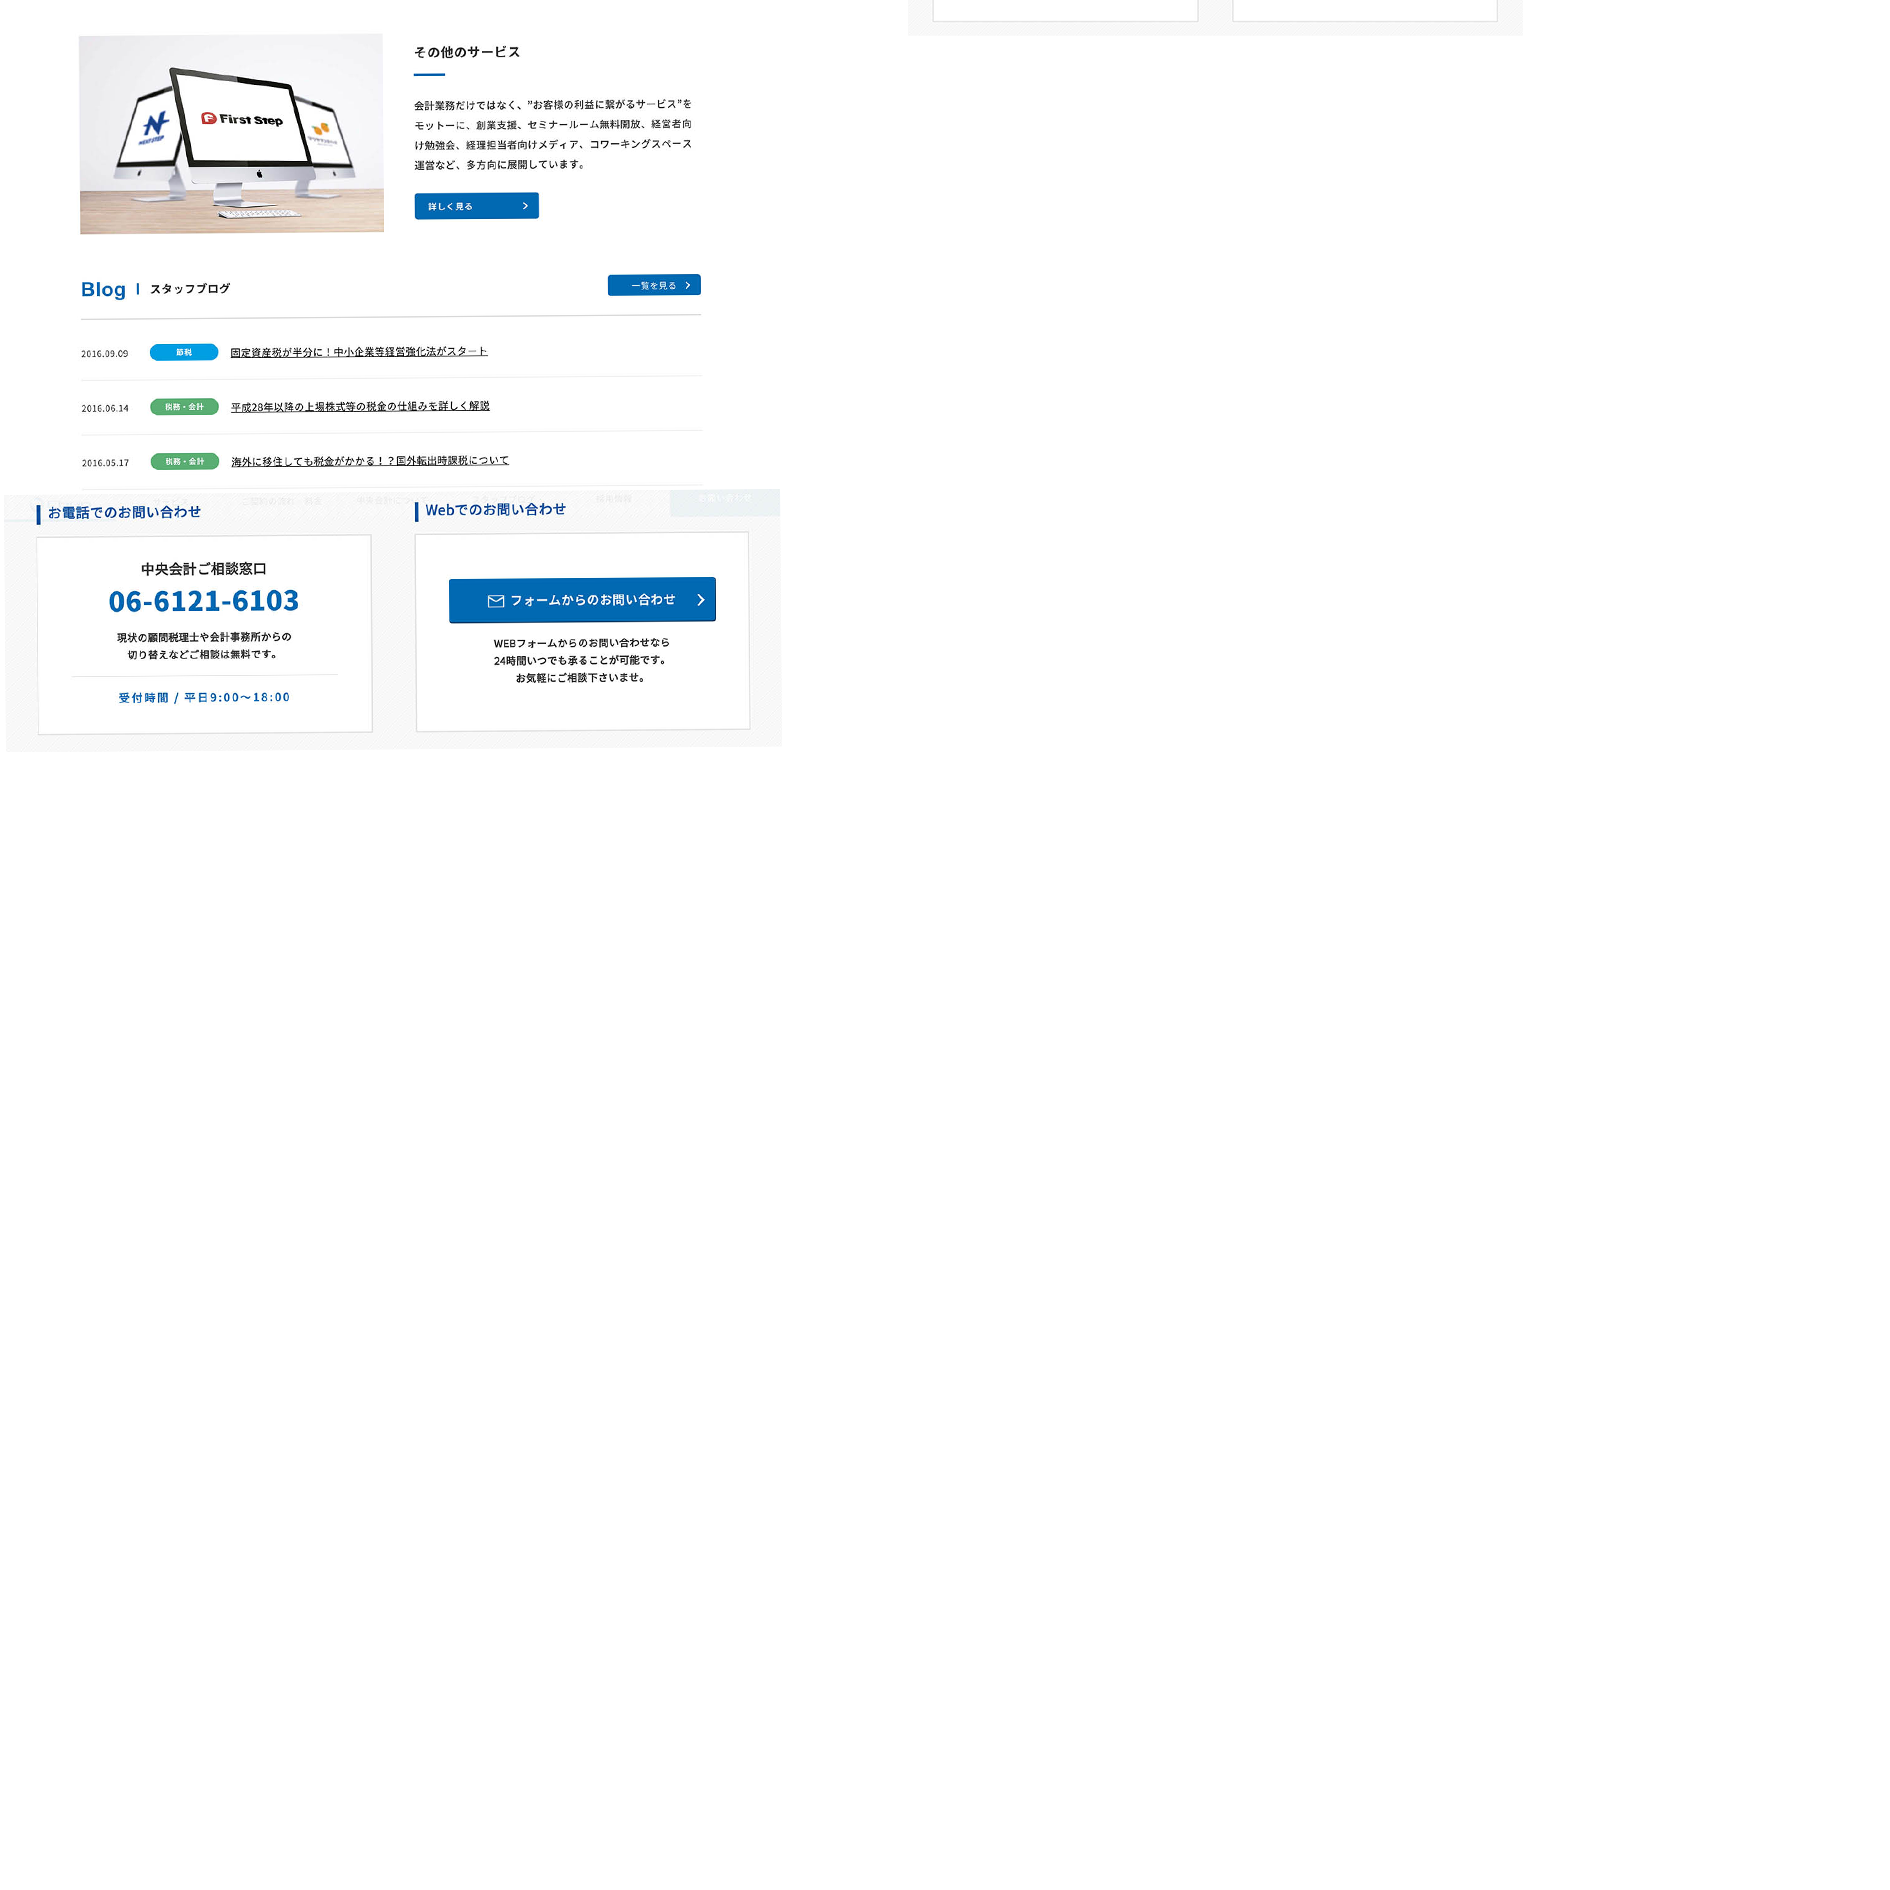 その他のサービス
会計業務だけではなく、”お客様の利益に繋がるサービス”を
モットーに、創業支援、セミナールーム無料開放、経営者向
け勉強会、経理担当者向けメディア、コワーキングスペース
運営など、多方向に展開しています。
詳しく見る
NEXT STEP
First Step
Blog スタッフブログ
一覧を見る
2016.09.09 節税 固定資産税が半分に！中小企業等経営強化法がスタート
2016.06.14 税務・会計 平成28年以降の上場株式等の税金の仕組みを詳しく解説
2016.05.17 税務・会計 海外に移住しても税金がかかる！？国外転出時課税について
採用情報
お問い合わせ
お電話でのお問い合わせ
中央会計ご相談窓口
06-6121-6103
現状の顧問税理士や会計事務所からの
切り替えなどご相談は無料です。
受付時間 / 平日9:00〜18:00
Webでのお問い合わせ
フォームからのお問い合わせ
WEBフォームからのお問い合わせなら
24時間いつでも承ることが可能です。
お気軽にご相談下さいませ。